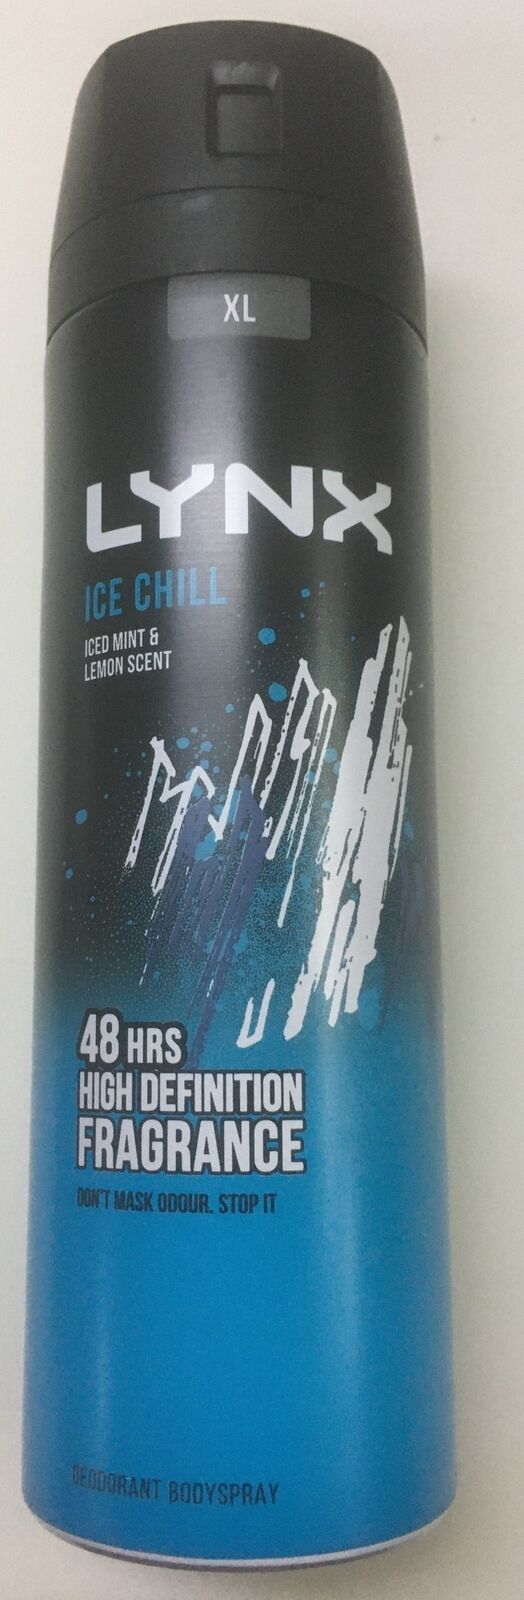 XL
LYNX
ICE CHILL
ICED MINT &
LEMON SCENT
48 HRS
HIGH DEFINITION
FRAGRANCE
DON'T MASK ODOUR. STOP IT
DEODORANT BODYSPRAY